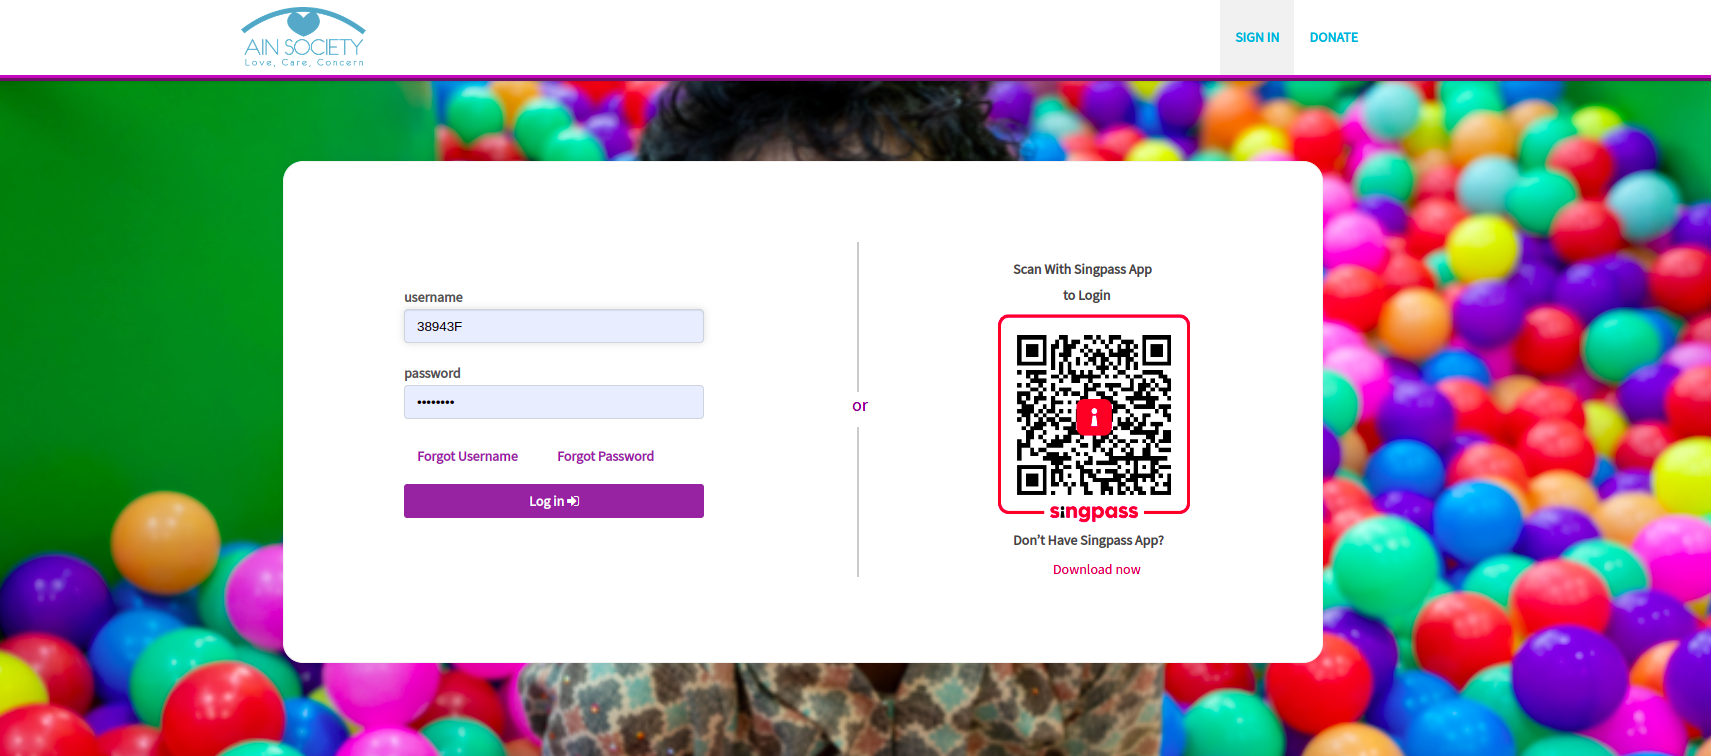 AIN SOCIETY
Love, Care, Concern
SIGN IN
DONATE
username
38943F
password
••••••••
Forgot Username
Forgot Password
Log in
or
Scan With Singpass App
to Login
singpass
Don't Have Singpass App?
Download now